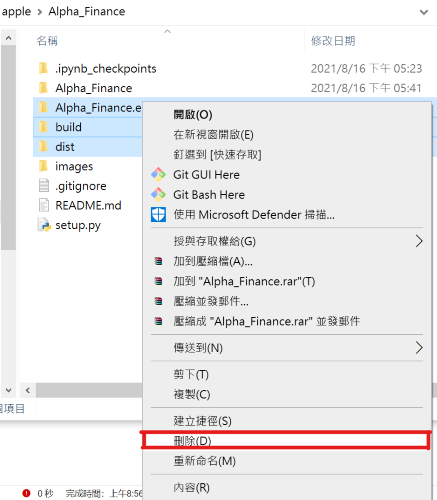 apple > Alpha_Finance
名稱 修改日期
.ipynb_checkpoints 2021/8/16 下午 05:23
Alpha_Finance 2021/8/16 下午 05:41
Alpha_Finance.e
build
dist
images
.gitignore
README.md
setup.py
開啟(O)
在新視窗開啟(E)
釘選到 [快速存取]
Git GUI Here
Git Bash Here
使用 Microsoft Defender 掃描...
授與存取權給(G)
加到壓縮檔(A)...
加到 "Alpha_Finance.rar"(T)
壓縮並發郵件...
壓縮成 "Alpha_Finance.rar" 並發郵件
傳送到(N)
剪下(T)
複製(C)
建立捷徑(S)
刪除(D)
重新命名(M)
內容(R)
項目
0 秒 完成時間: 上午8:56